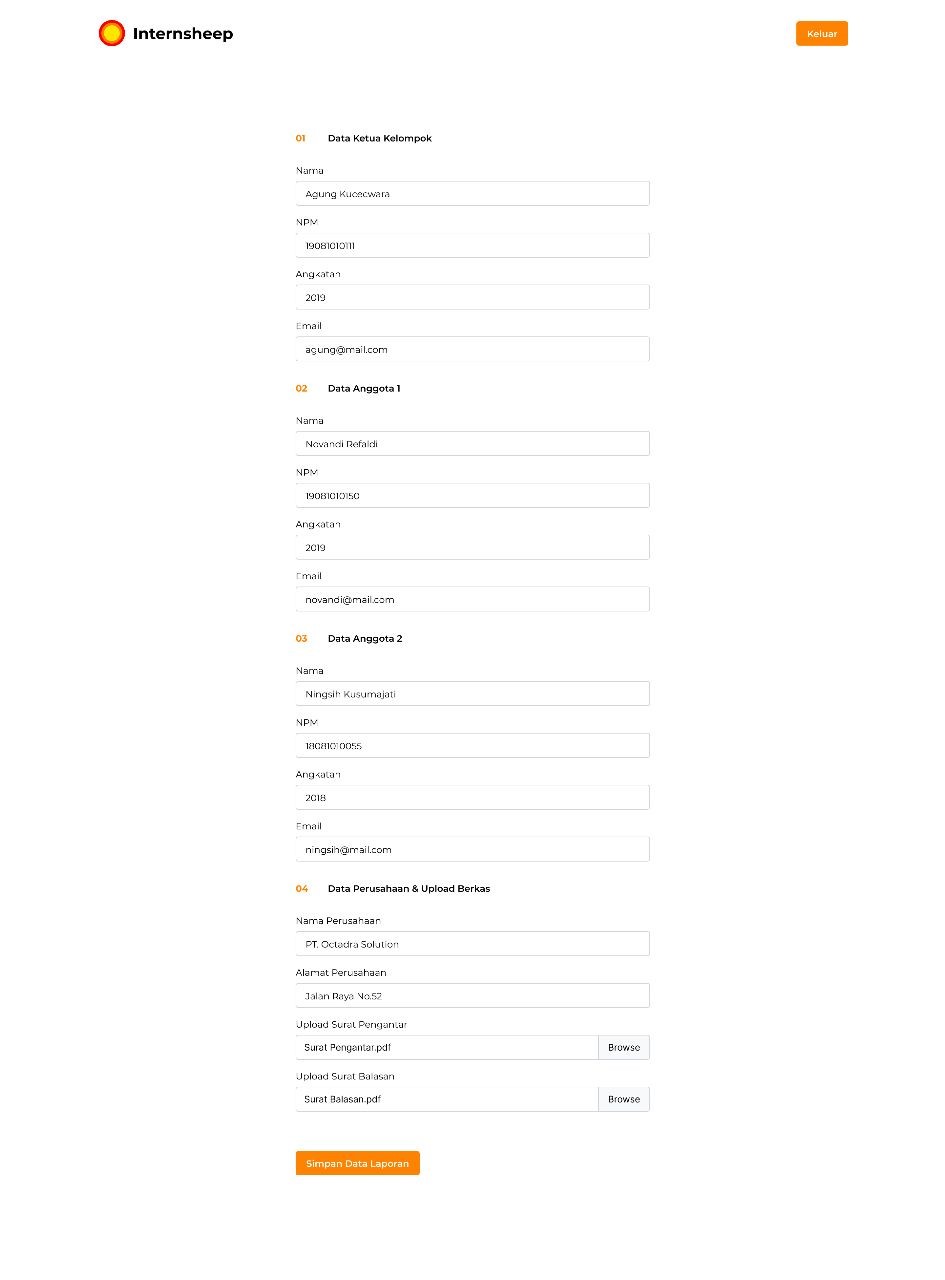 Internsheep
Keluar
01 Data Ketua Kelompok
Nama
Agung Kucecwara
NPM
19081010111
Angkatan
2019
Email
agung@mail.com
02 Data Anggota 1
Nama
Novandi Refaldi
NPM
19081010150
Angkatan
2019
Email
novandi@mail.com
03 Data Anggota 2
Nama
Ningsih Kusumajati
NPM
18081010055
Angkatan
2018
Email
ningsih@mail.com
04 Data Perusahaan & Upload Berkas
Nama Perusahaan
PT. Octadra Solution
Alamat Perusahaan
Jalan Raya No.52
Upload Surat Pengantar
Surat Pengantar.pdf Browse
Upload Surat Balasan
Surat Balasan.pdf Browse
Simpan Data Laporan